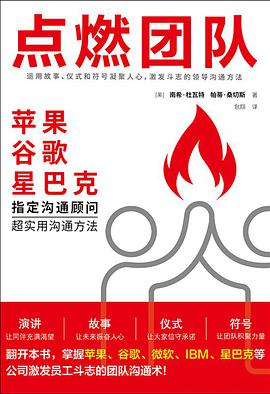 点燃团队
运用故事、仪式和符号凝聚人心，激发斗志的领导沟通方法
[美] 南希·杜瓦特 帕蒂·桑切斯 著
包翔 译
苹果
谷歌
星巴克
指定沟通顾问
超实用沟通方法
演讲 故事 仪式 符号
让同伴充满渴望 让未来振奋人心 让大家信守承诺 让团队积聚力量
翻开本书，掌握苹果、谷歌、微软、IBM、星巴克等
公司激发员工斗志的团队沟通术！